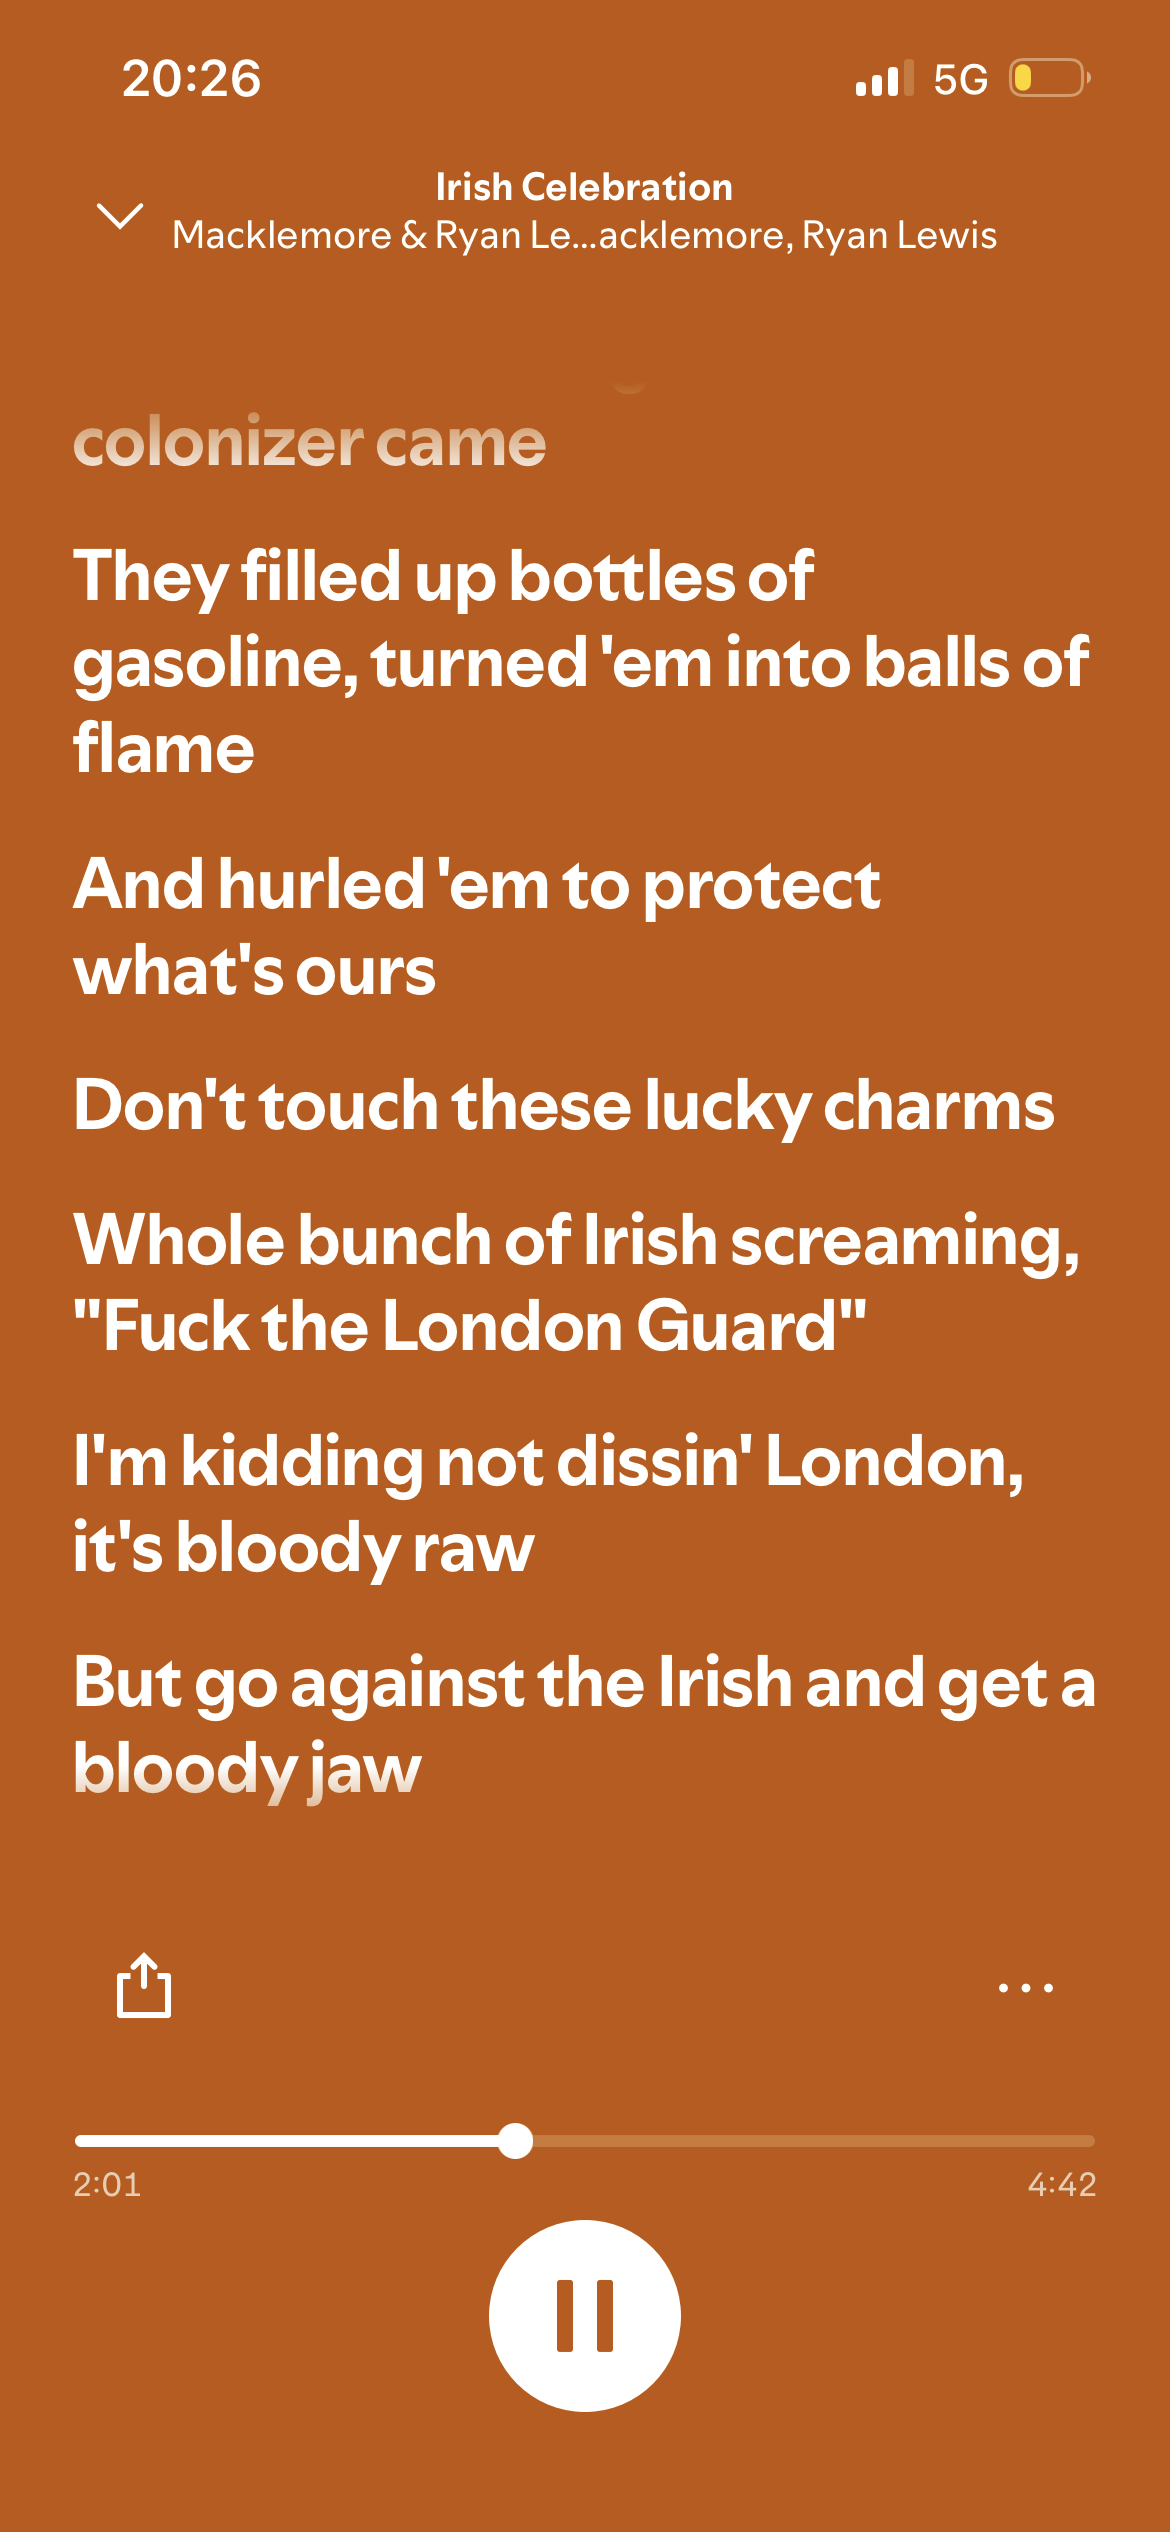 20:26
5G
Irish Celebration
Macklemore & Ryan Le...acklemore, Ryan Lewis
colonizer came
They filled up bottles of
gasoline, turned 'em into balls of
flame
And hurled 'em to protect
what's ours
Don't touch these lucky charms
Whole bunch of Irish screaming,
"Fuck the London Guard"
I'm kidding not dissin' London,
it's bloody raw
But go against the Irish and get a
bloody jaw
2:01
4:42